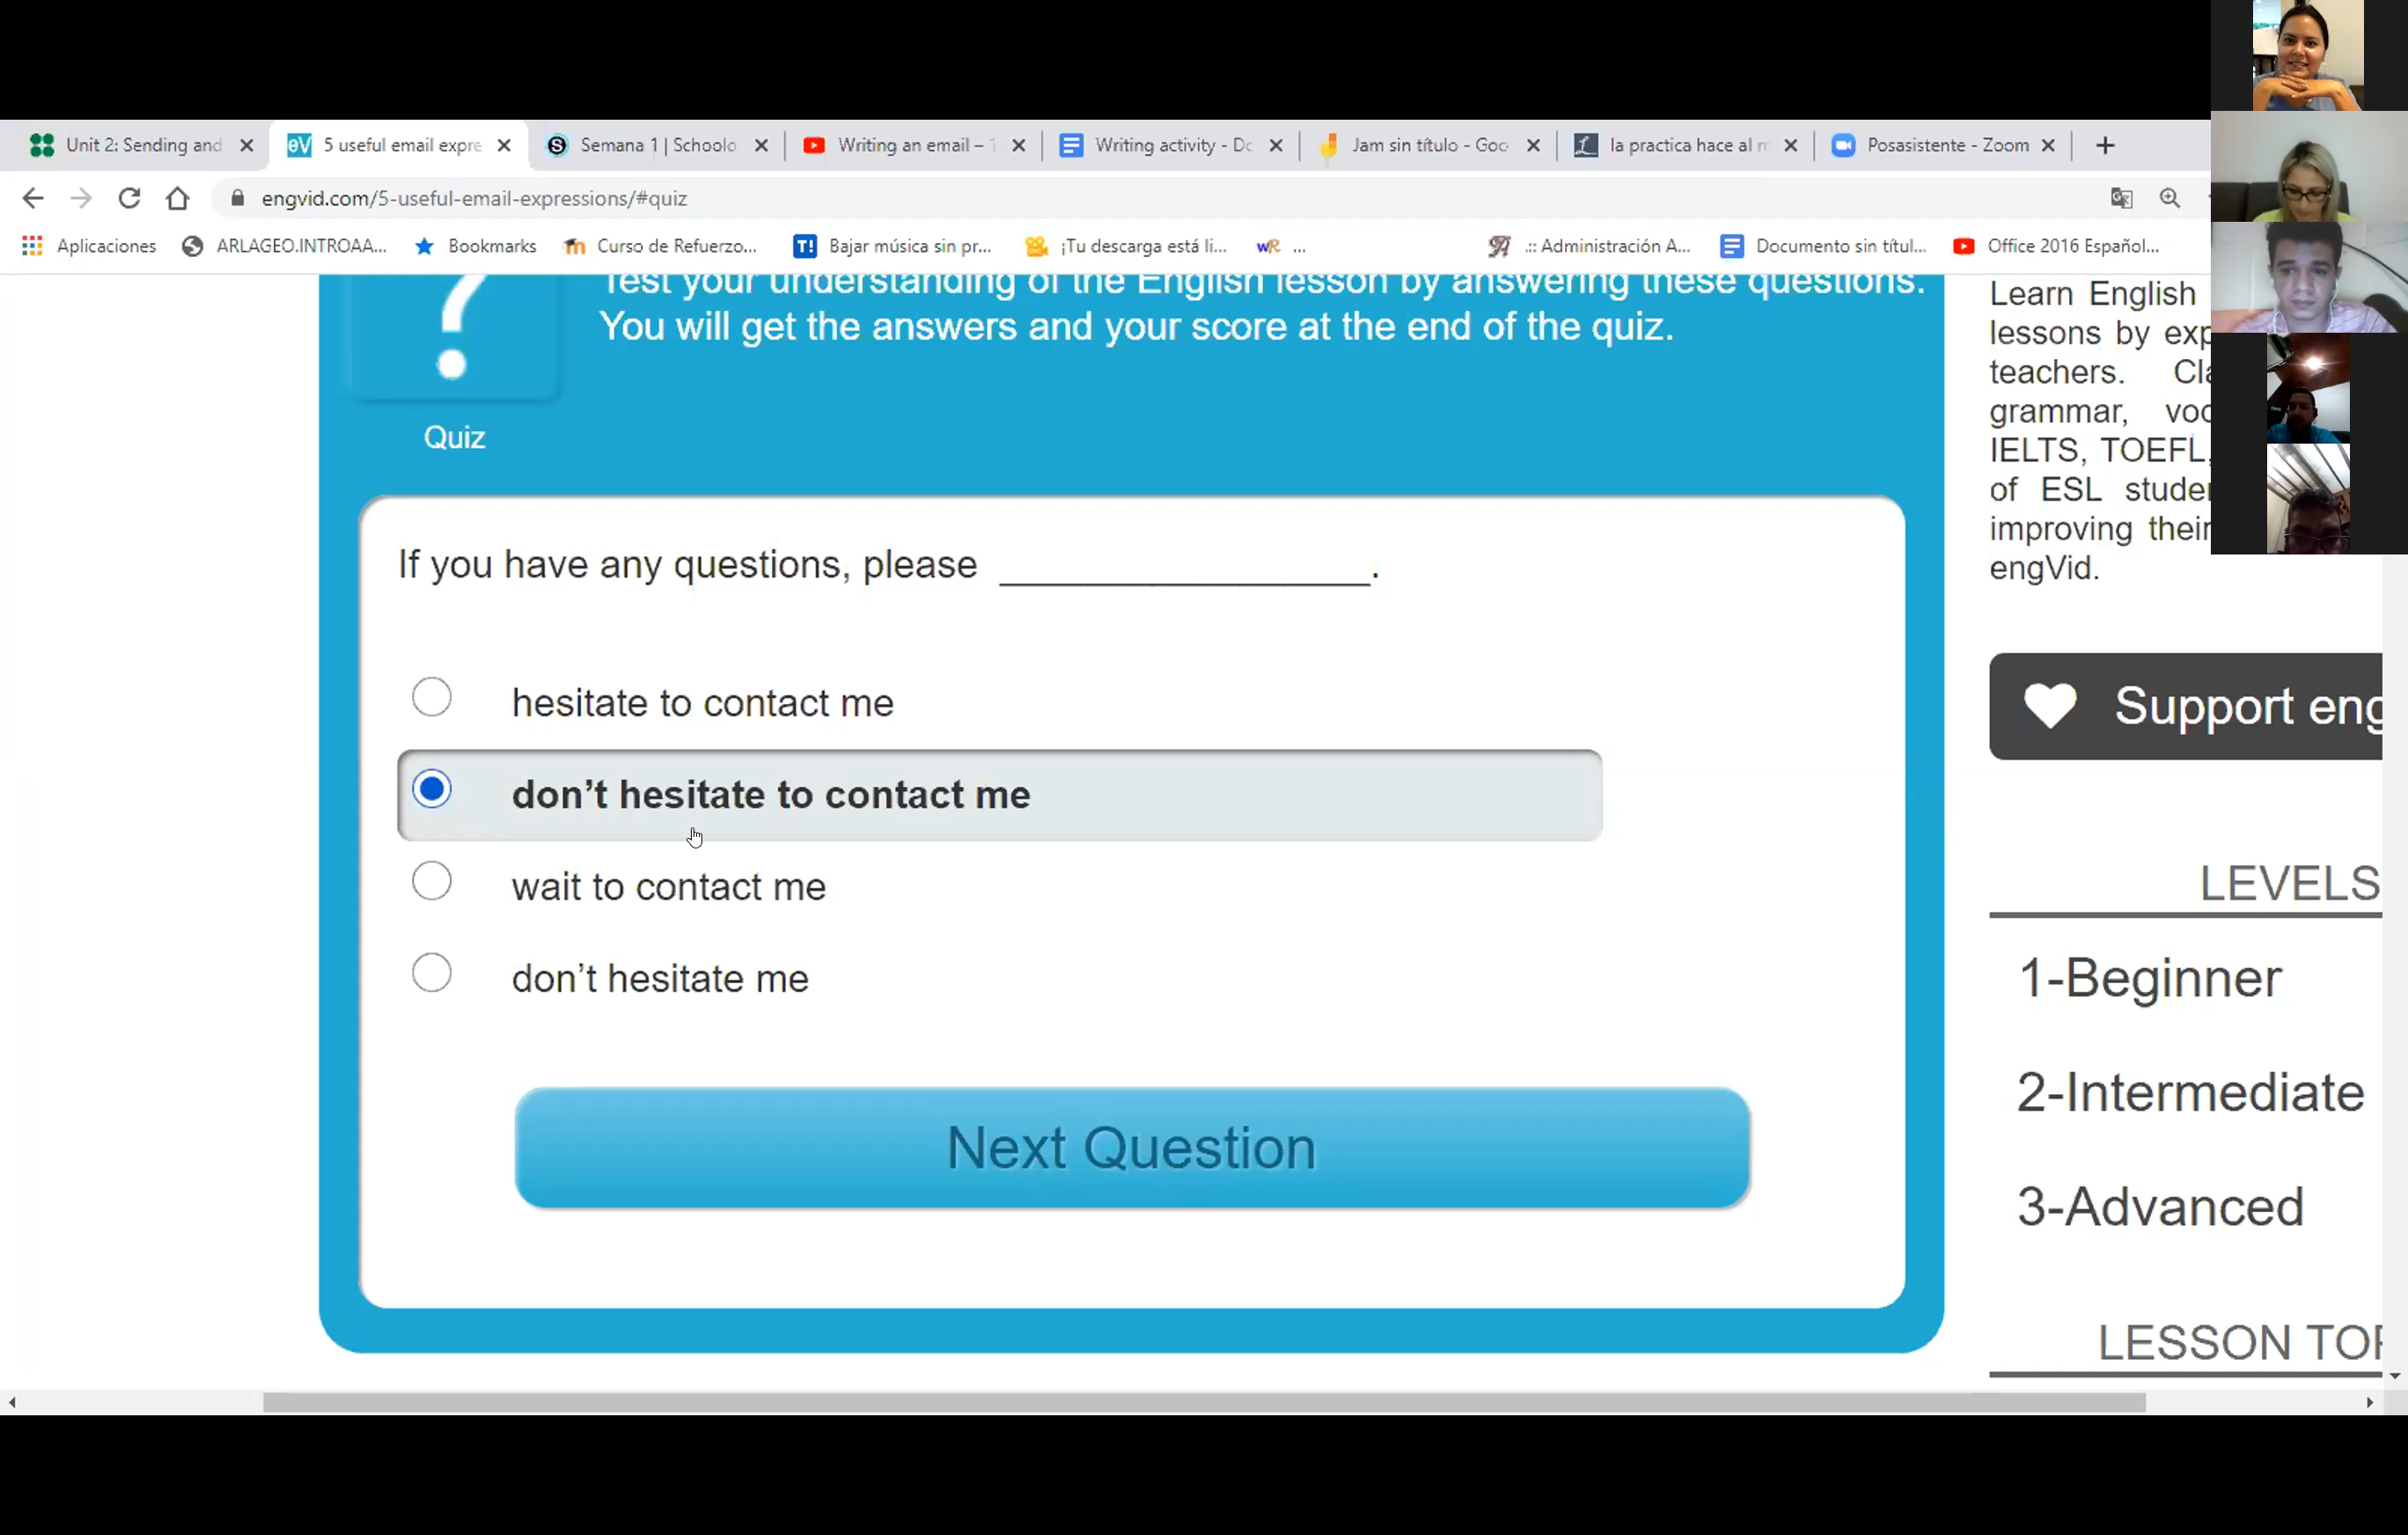 Unit 2: Sending and
5 useful email expre
Semana 1 | Schoolo
Writing an email –
Writing activity - Do
Jam sin título - Goo
la practica hace al m
Posasistente - Zoom
engvid.com/5-useful-email-expressions/#quiz
Aplicaciones
ARLAGEO.INTROAA...
Bookmarks
Curso de Refuerzo...
Bajar música sin pr...
¡Tu descarga está li...
wR ...
.:: Administración A...
Documento sin títul...
Office 2016 Español...
Test your understanding of the English lesson by answering these questions.
You will get the answers and your score at the end of the quiz.
?
Quiz
If you have any questions, please _________________.
hesitate to contact me
don’t hesitate to contact me
wait to contact me
don’t hesitate me
Next Question
Learn English
lessons by exp
teachers. Cla
grammar, voc
IELTS, TOEFL,
of ESL studer
improving their
engVid.
Support eng
LEVELS
1-Beginner
2-Intermediate
3-Advanced
LESSON TOP